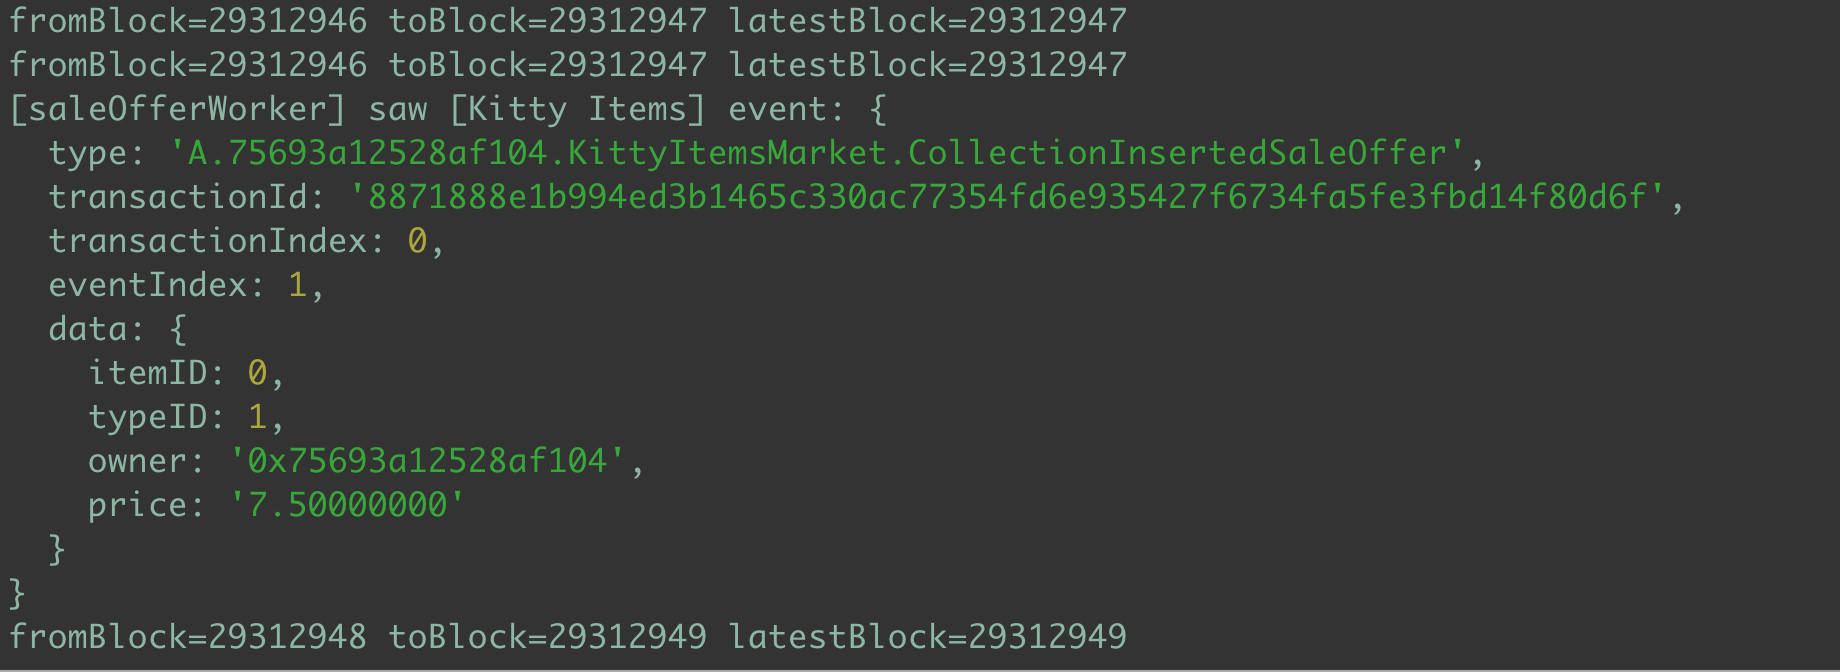 fromBlock=29312946 toBlock=29312947 latestBlock=29312947
fromBlock=29312946 toBlock=29312947 latestBlock=29312947
[saleOfferWorker] saw [Kitty Items] event: {
  type: 'A.75693a12528af104.KittyItemsMarket.CollectionInsertedSaleOffer',
  transactionId: '8871888e1b994ed3b1465c330ac77354fd6e935427f6734fa5fe3fbd14f80d6f',
  transactionIndex: 0,
  eventIndex: 1,
  data: {
    itemID: 0,
    typeID: 1,
    owner: '0x75693a12528af104',
    price: '7.50000000'
  }
}
fromBlock=29312948 toBlock=29312949 latestBlock=29312949